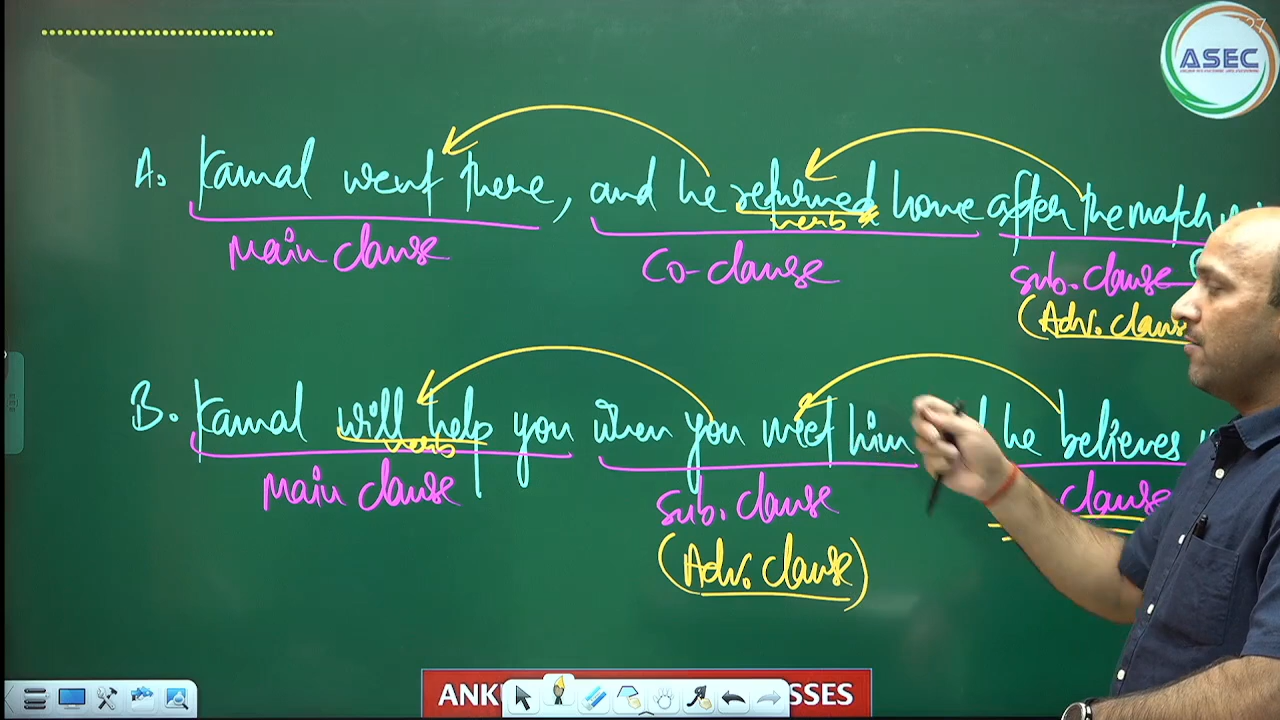 27
ASEC
A. Kamal went there, and he returned home after the match
verb
Main clause Co-clause Sub. clause
(Adv. claus
B. Kamal will help you when you meet him he believes
verb
Main clause Sub. clause clause
(Adv. clause)
ANK SSES